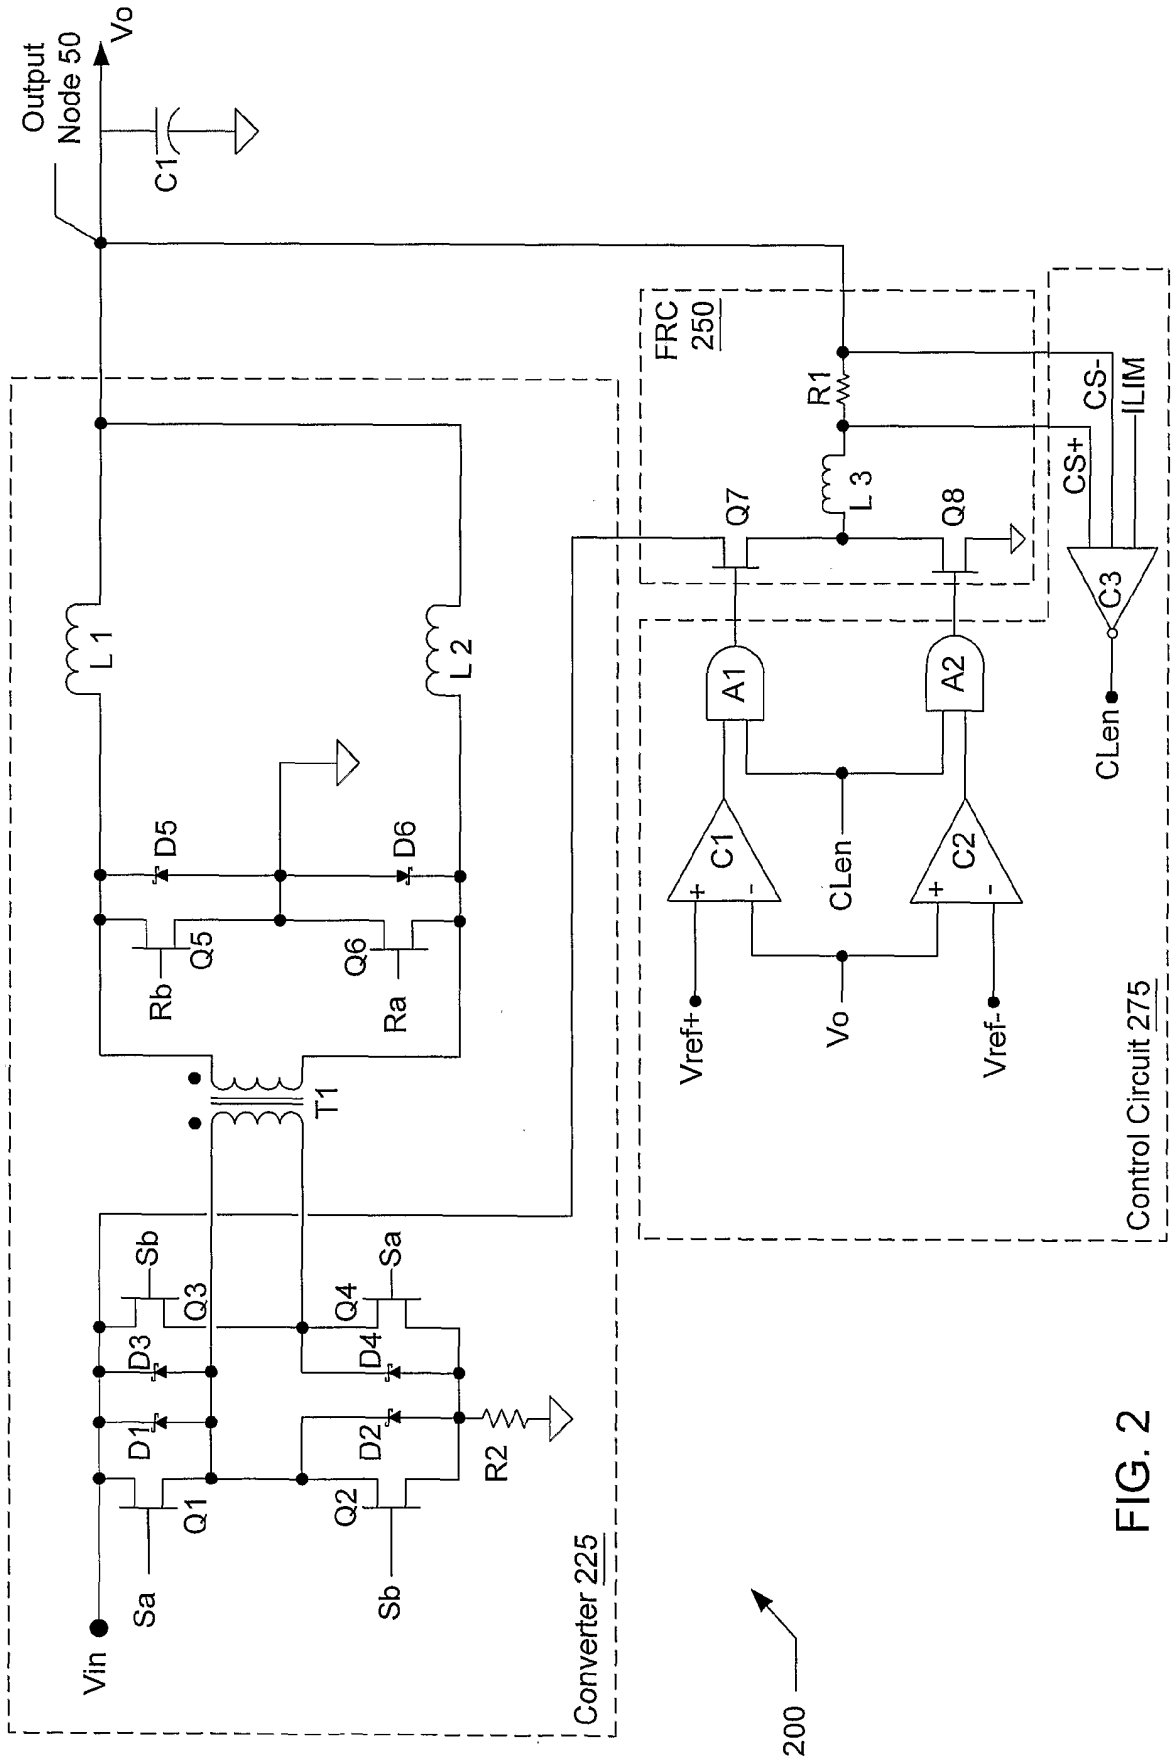 Output
Node 50
Vo
C1
L 1
L 2
D5
D6
Q5
Q6
Rb
Ra
T1
Sb
Q3
Q4
Sa
D3
D4
D1
D2
R2
Q1
Q2
Sa
Sb
Vin
Converter 225
FRC
250
R1
L 3
Q7
Q8
CS+
CS-
ILIM
C3
CLen
A1
A2
C1
+
-
C2
+
-
CLen
Vref+
Vo
Vref-
Control Circuit 275
200
FIG. 2